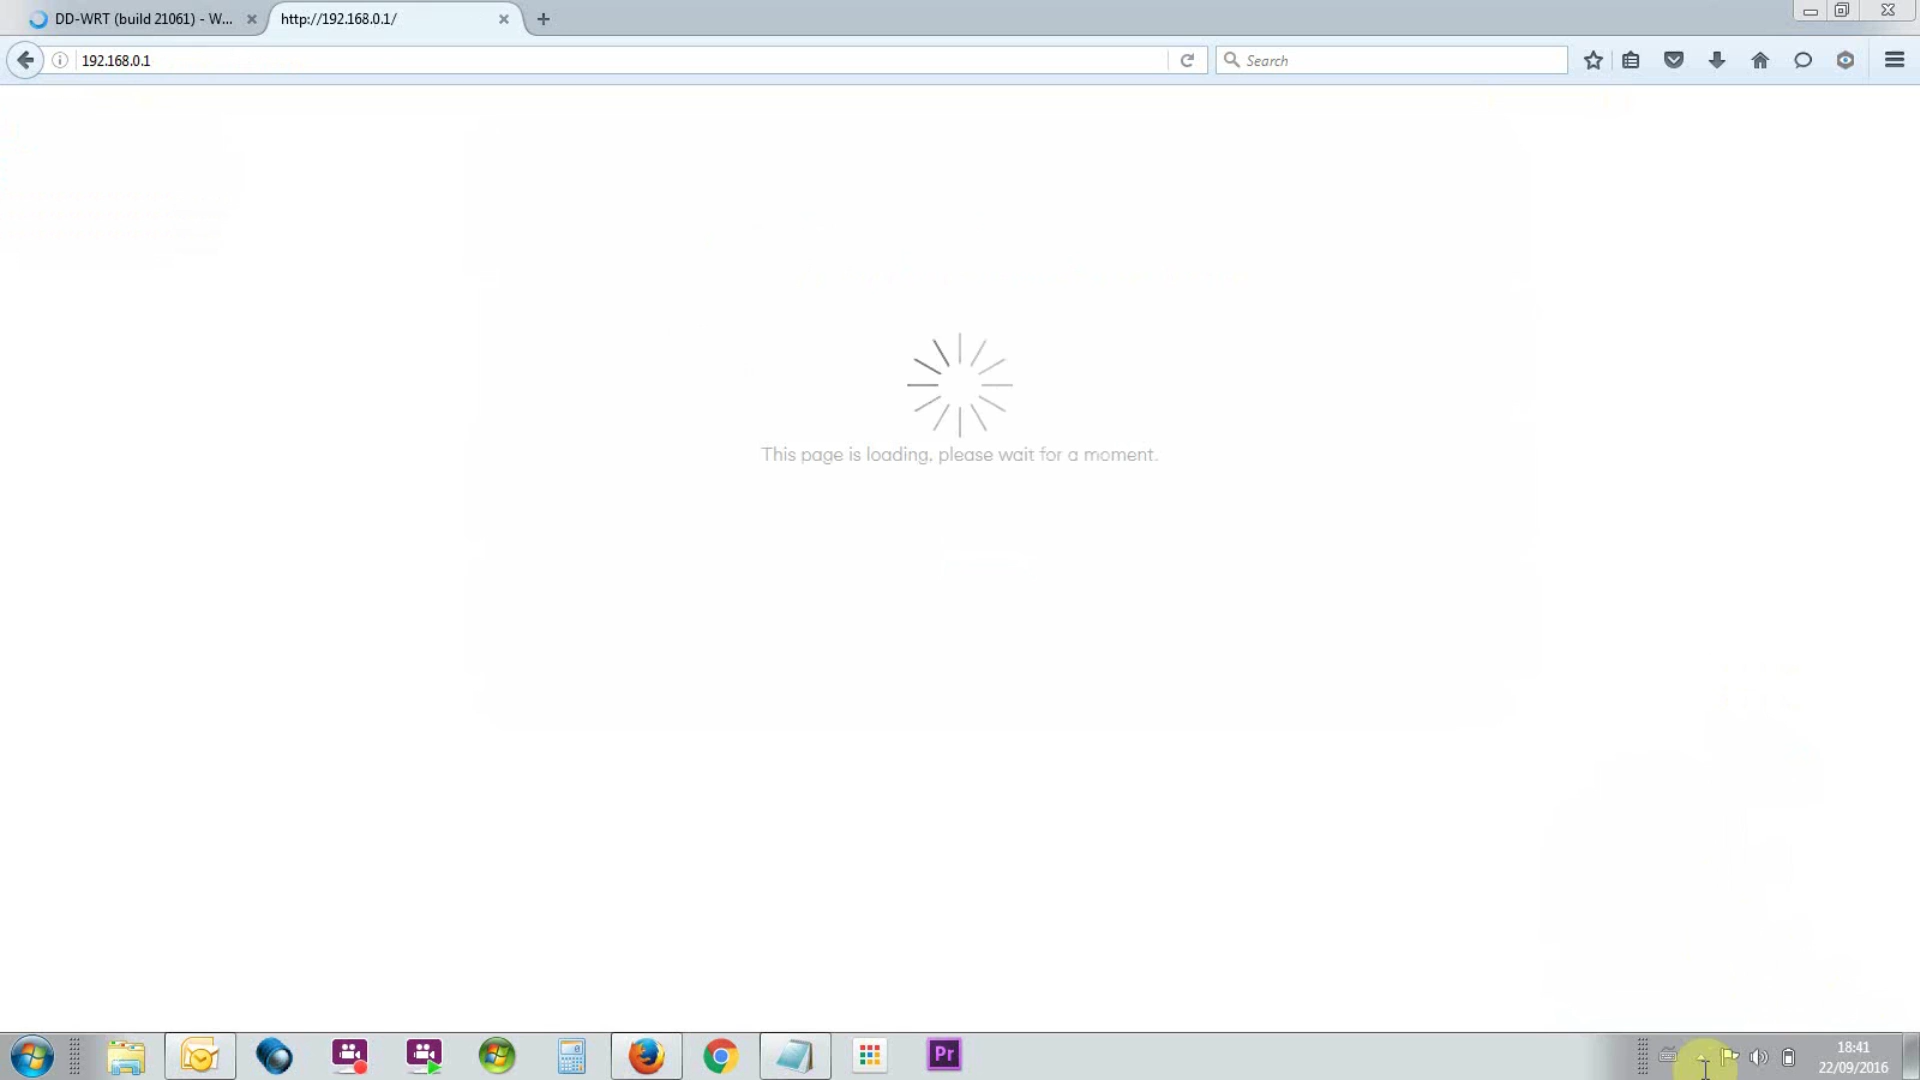 DD-WRT (build 21061) - W...
http://192.168.0.1/
192.168.0.1
Search
This page is loading, please wait for a moment.
Pr
18:41
22/09/2016